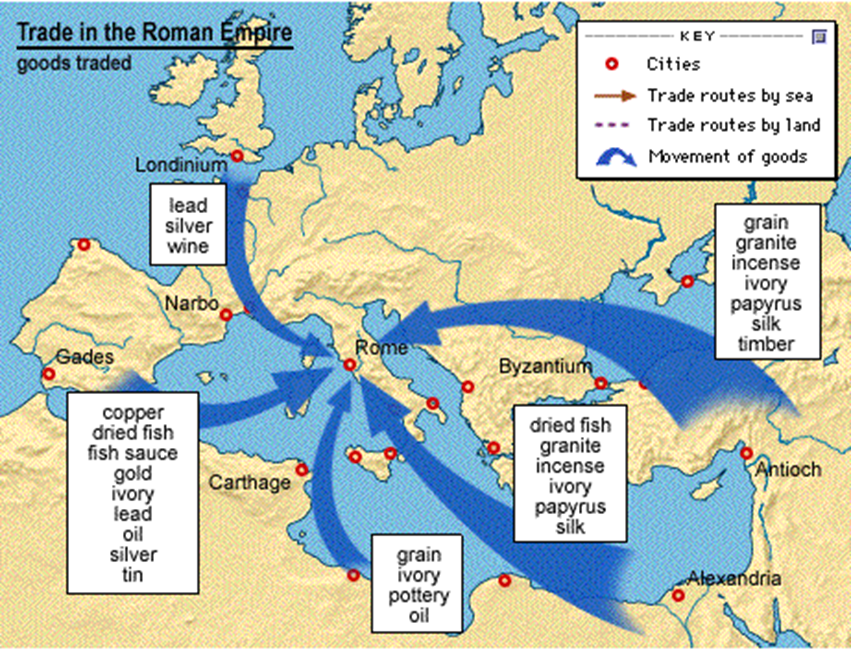 Trade in the Roman Empire
goods traded
KEY
Cities
Trade routes by sea
Trade routes by land
Movement of goods
Londinium
lead
silver
wine
grain
granite
incense
ivory
papyrus
silk
timber
Narbo
Rome
Gades
Byzantium
copper
dried fish
fish sauce
gold
ivory
lead
oil
silver
tin
dried fish
granite
incense
ivory
papyrus
silk
Carthage
Antioch
grain
ivory
pottery
oil
Alexandria